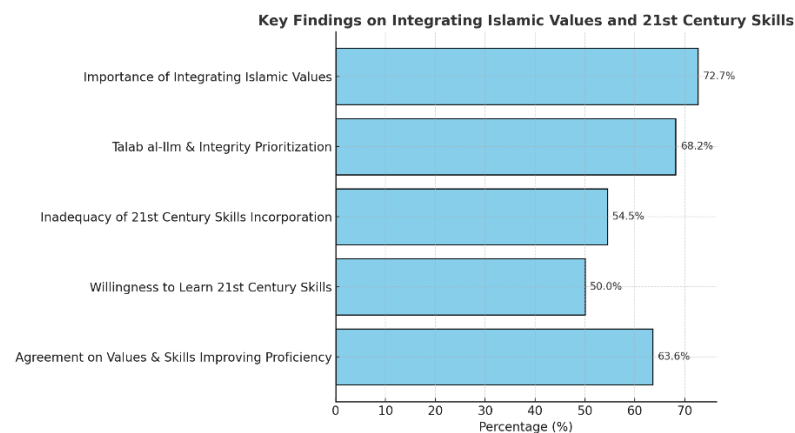 Key Findings on Integrating Islamic Values and 21st Century Skills
Importance of Integrating Islamic Values
72.7%
Talab al-Ilm & Integrity Prioritization
68.2%
Inadequacy of 21st Century Skills Incorporation
54.5%
Willingness to Learn 21st Century Skills
50.0%
Agreement on Values & Skills Improving Proficiency
63.6%
0 10 20 30 40 50 60 70
Percentage (%)